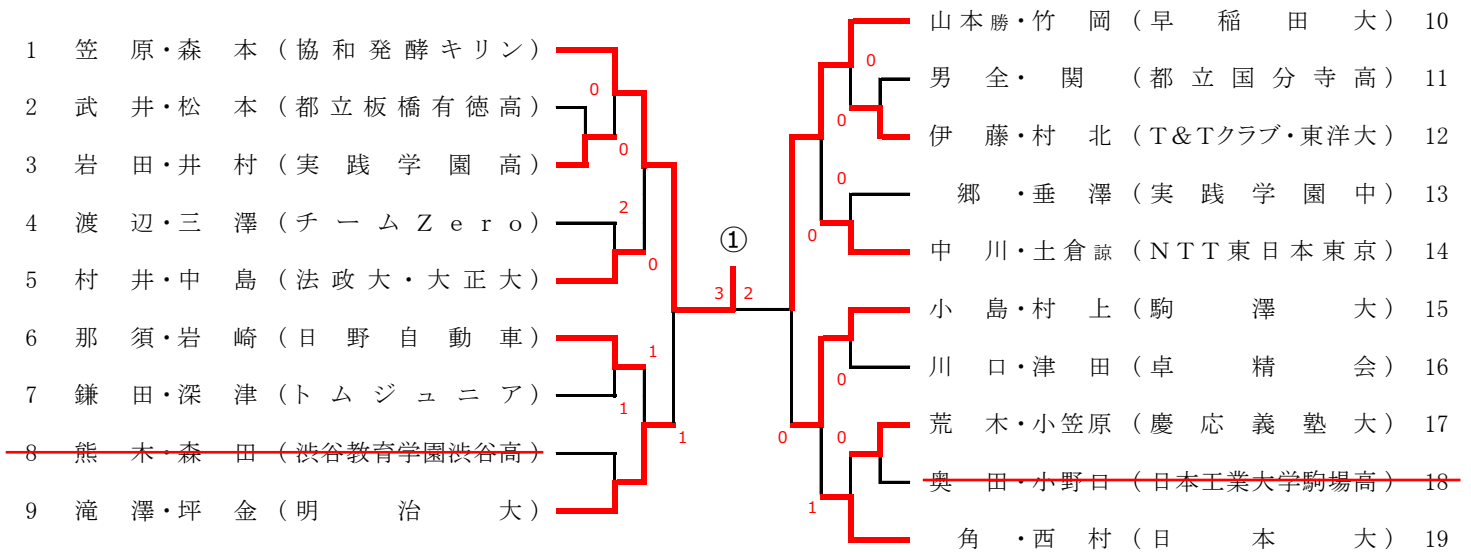 1 笠 原・森 本 (協和発酵キリン)
2 武 井・松 本 (都立板橋有徳高)
3 岩 田・井 村 (実践学園高)
4 渡 辺・三 澤 (チームZero)
5 村 井・中 島 (法政大・大正大)
6 那 須・岩 崎 (日野自動車)
7 鎌 田・深 津 (トムジュニア)
8 熊 木・森 田 (渋谷教育学園渋谷高)
9 滝 澤・坪 金 (明治大)
0
0
2
0
1
1
1
①
3 2
0
0
0
0
0
0
0
1
山本勝・竹 岡 (早稲田大) 10
男 全・ 関 (都立国分寺高) 11
伊 藤・村 北 (T&Tクラブ・東洋大) 12
郷 ・垂 澤 (実践学園中) 13
中 川・土倉諒 (NTT東日本東京) 14
小 島・村 上 (駒澤大) 15
川 口・津 田 (卓精会) 16
荒 木・小笠原 (慶応義塾大) 17
奥 田・小野口 (日本工業大学駒場高) 18
角 ・西 村 (日本大) 19